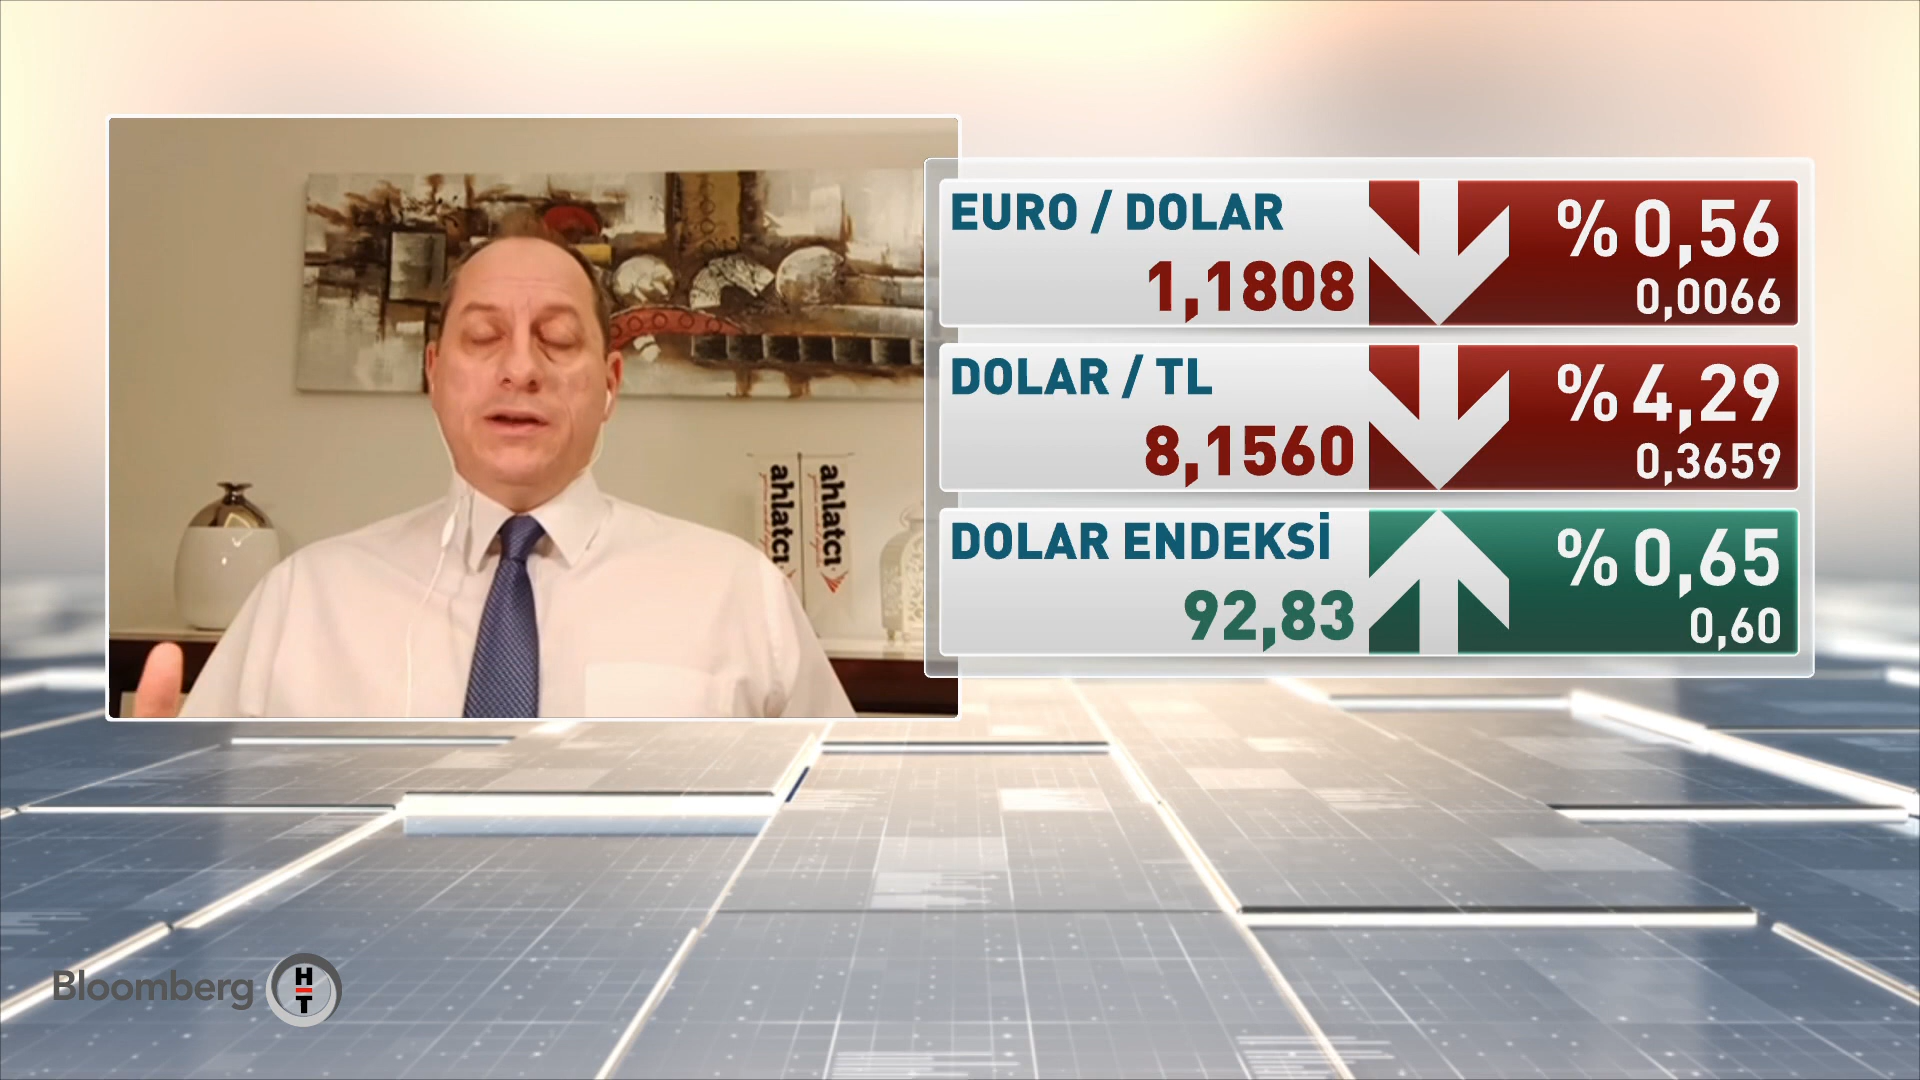 EURO / DOLAR
1,1808
% 0,56
0,0066
DOLAR / TL
8,1560
% 4,29
0,3659
DOLAR ENDEKSİ
92,83
% 0,65
0,60
ahlatcı
ahlatcı
Bloomberg HT